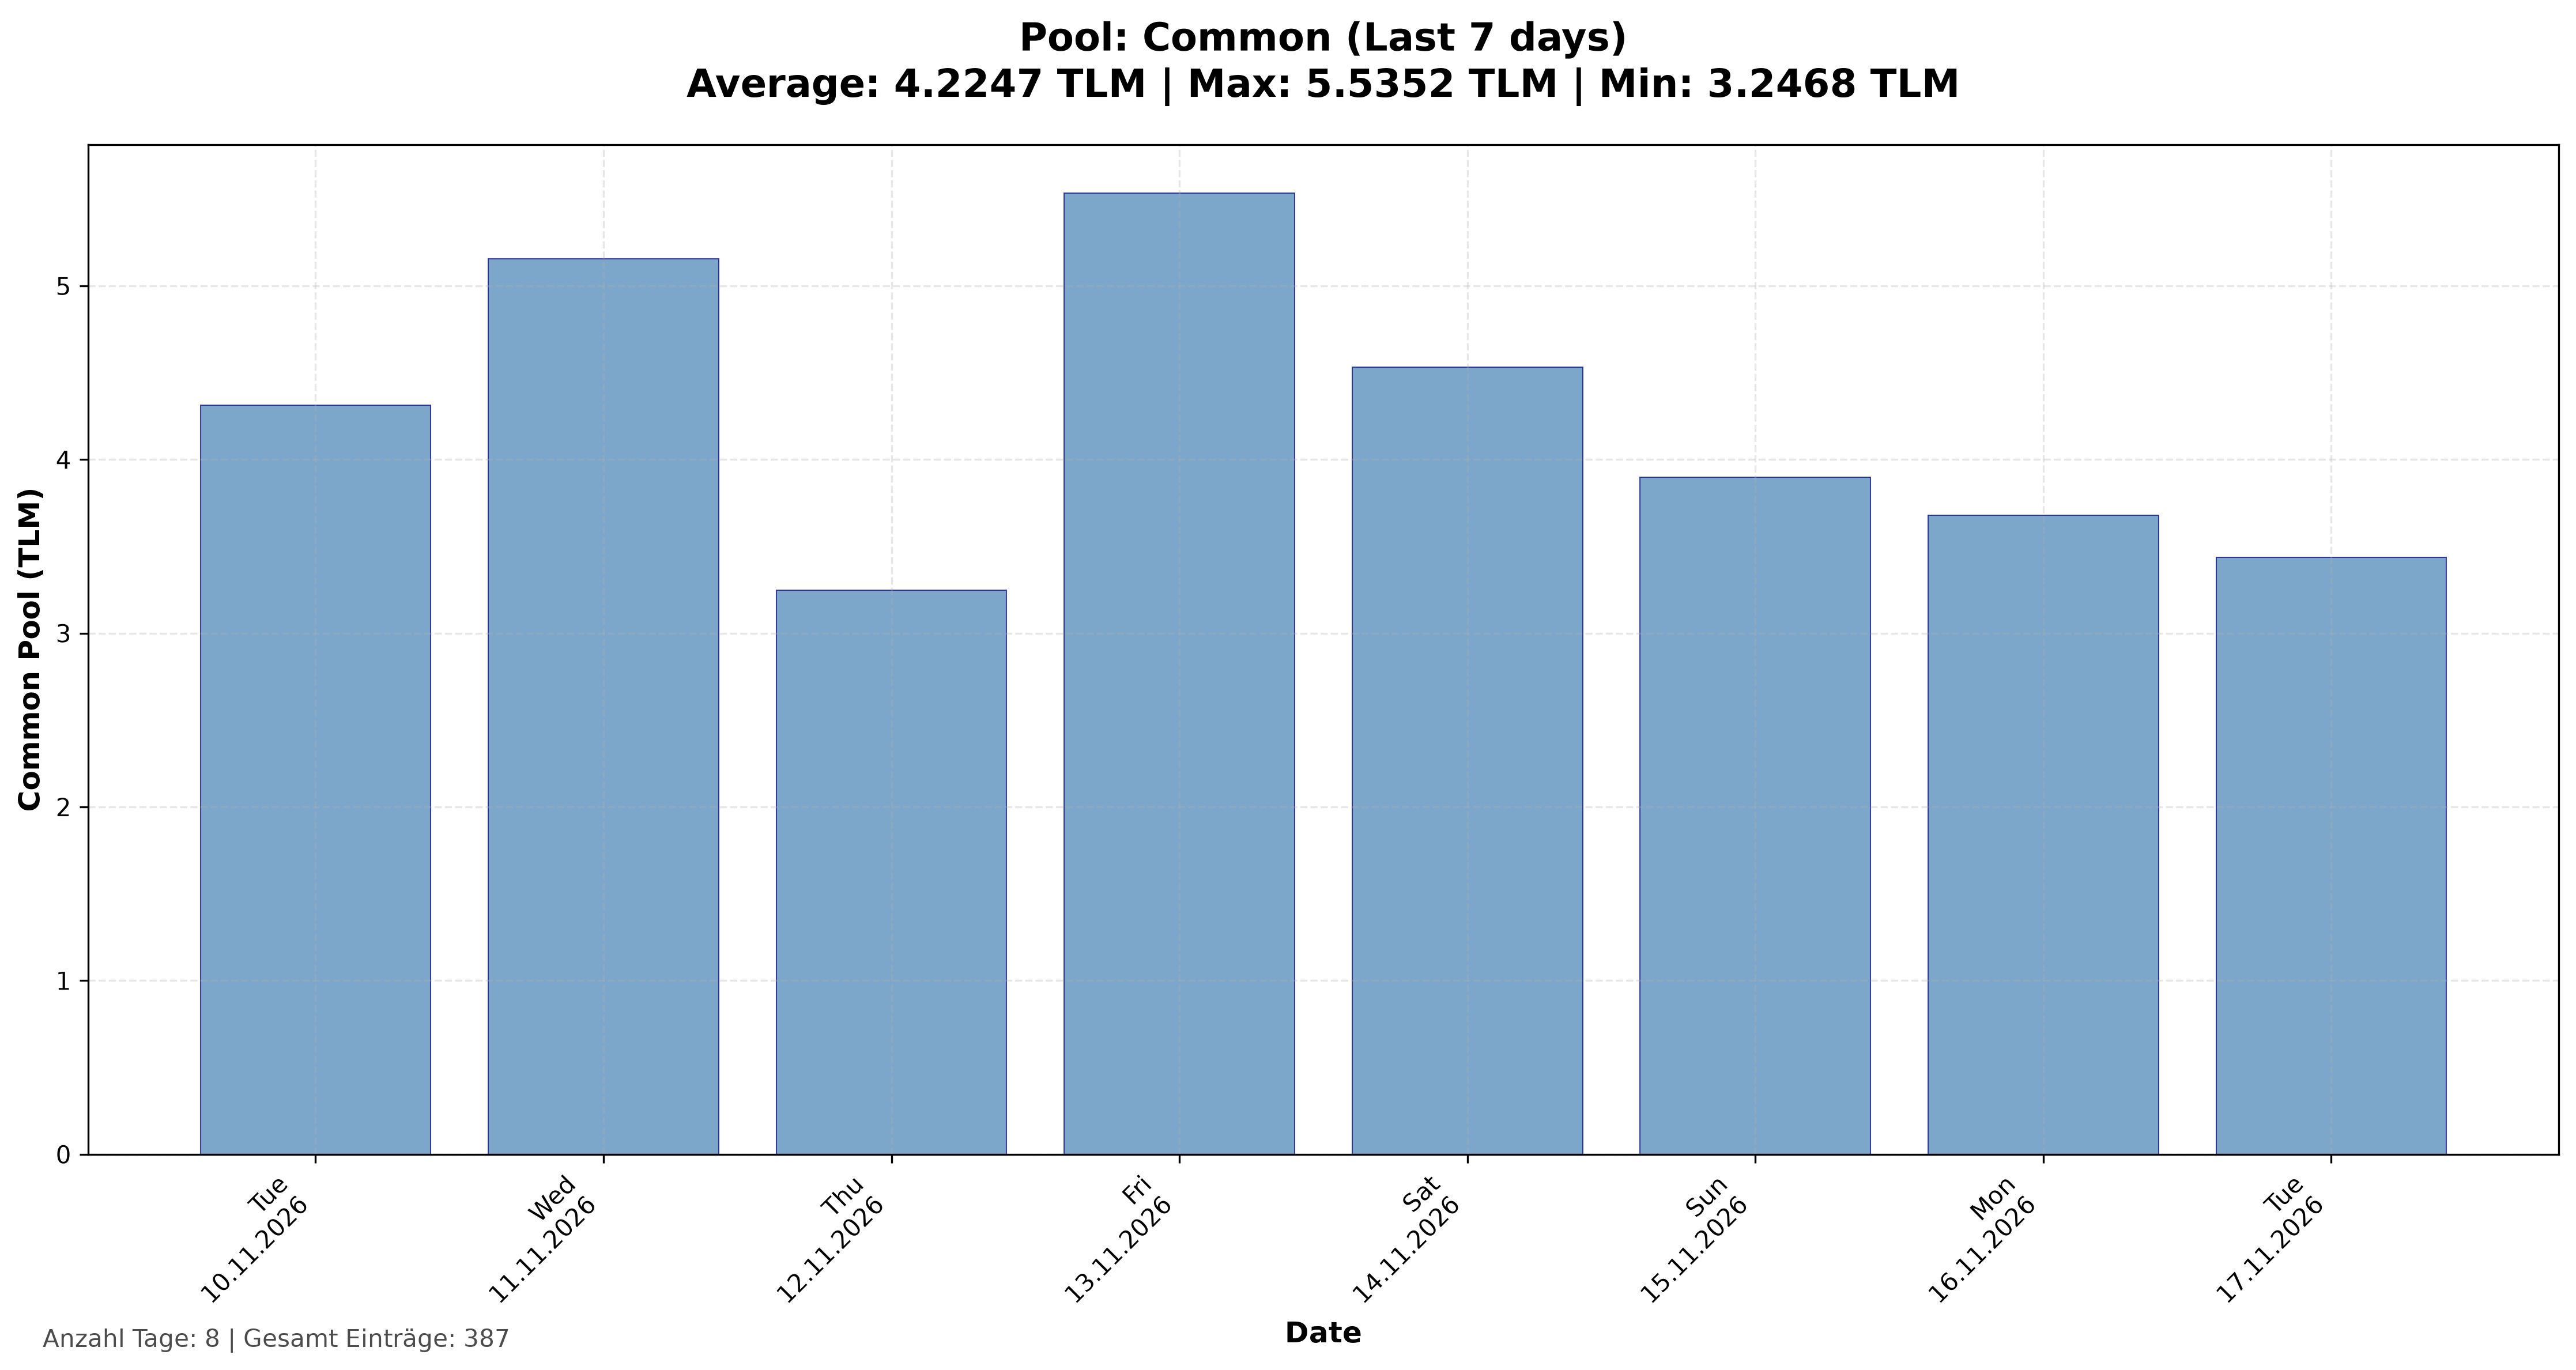 Pool: Common (Last 7 days)
Average: 4.2247 TLM | Max: 5.5352 TLM | Min: 3.2468 TLM
Common Pool (TLM)
5
4
3
2
1
0
Tue
10.11.2026
Wed
11.11.2026
Thu
12.11.2026
Fri
13.11.2026
Sat
14.11.2026
Sun
15.11.2026
Mon
16.11.2026
Tue
17.11.2026
Date
Anzahl Tage: 8 | Gesamt Einträge: 387